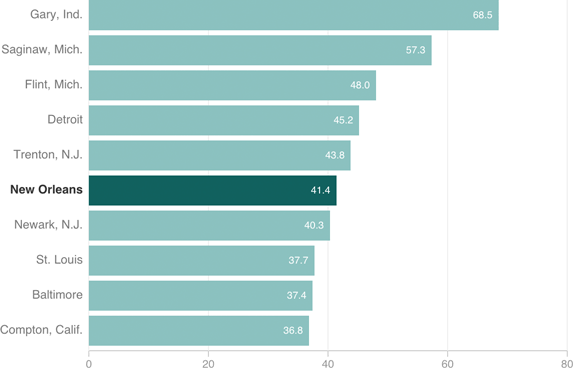 Gary, Ind. 68.5
Saginaw, Mich. 57.3
Flint, Mich. 48.0
Detroit 45.2
Trenton, N.J. 43.8
New Orleans 41.4
Newark, N.J. 40.3
St. Louis 37.7
Baltimore 37.4
Compton, Calif. 36.8
0 20 40 60 80